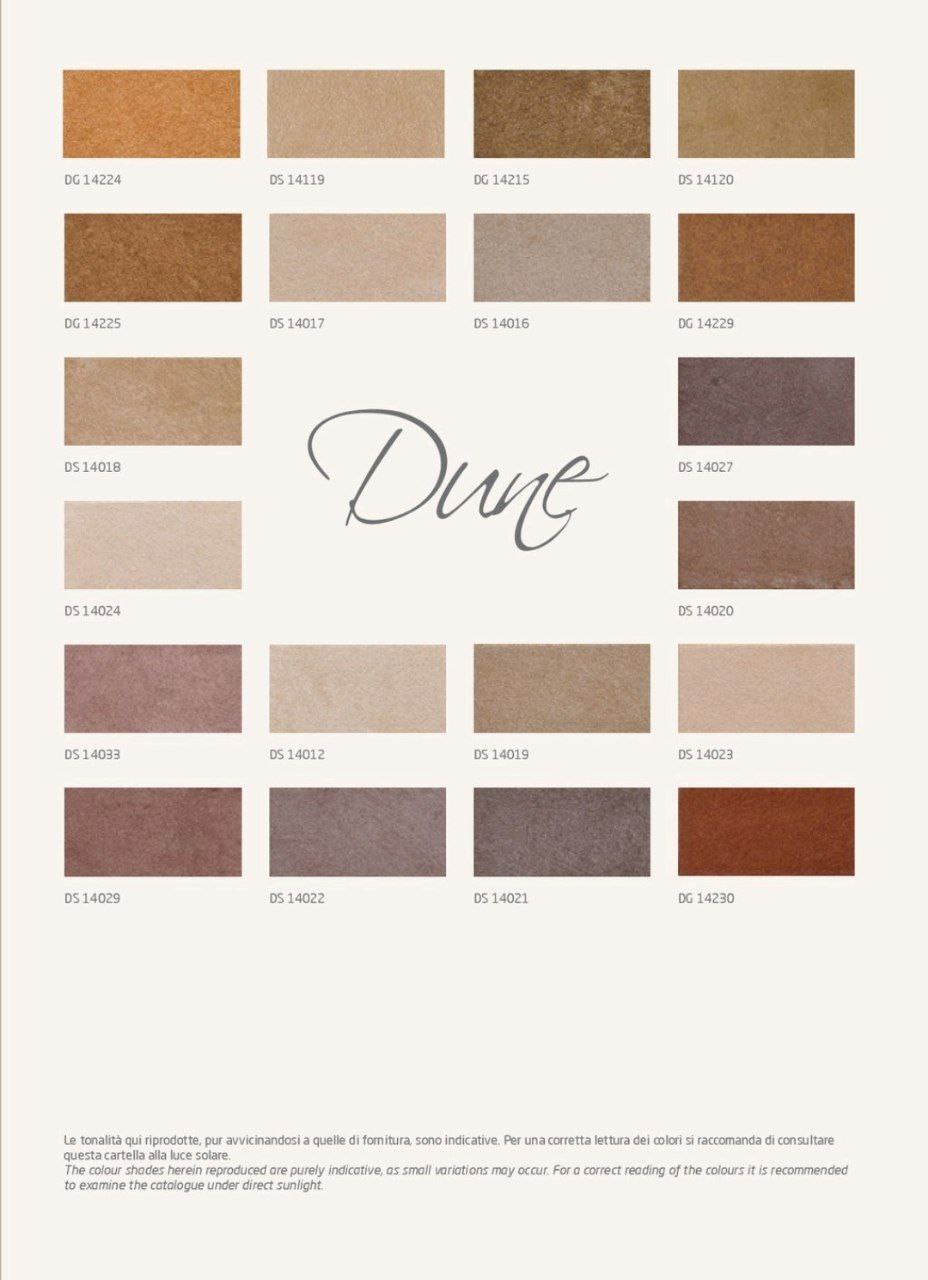 DG 14224
DS 14119
DG 14215
DS 14120
DG 14225
DS 14017
DS 14016
DG 14229
DS 14018
Dune
DS 14027
DS 14024
DS 14020
DS 14033
DS 14012
DS 14019
DS 14023
DS 14029
DS 14022
DS 14021
DG 14230
Le tonalità qui riprodotte, pur avvicinandosi a quelle di fornitura, sono indicative. Per una corretta lettura dei colori si raccomanda di consultare
questa cartella alla luce solare.
The colour shades herein reproduced are purely indicative, as small variations may occur. For a correct reading of the colours it is recommended
to examine the catalogue under direct sunlight.